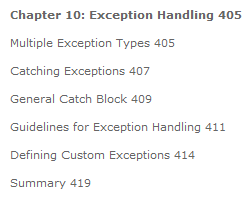 Chapter 10: Exception Handling 405
Multiple Exception Types 405
Catching Exceptions 407
General Catch Block 409
Guidelines for Exception Handling 411
Defining Custom Exceptions 414
Summary 419